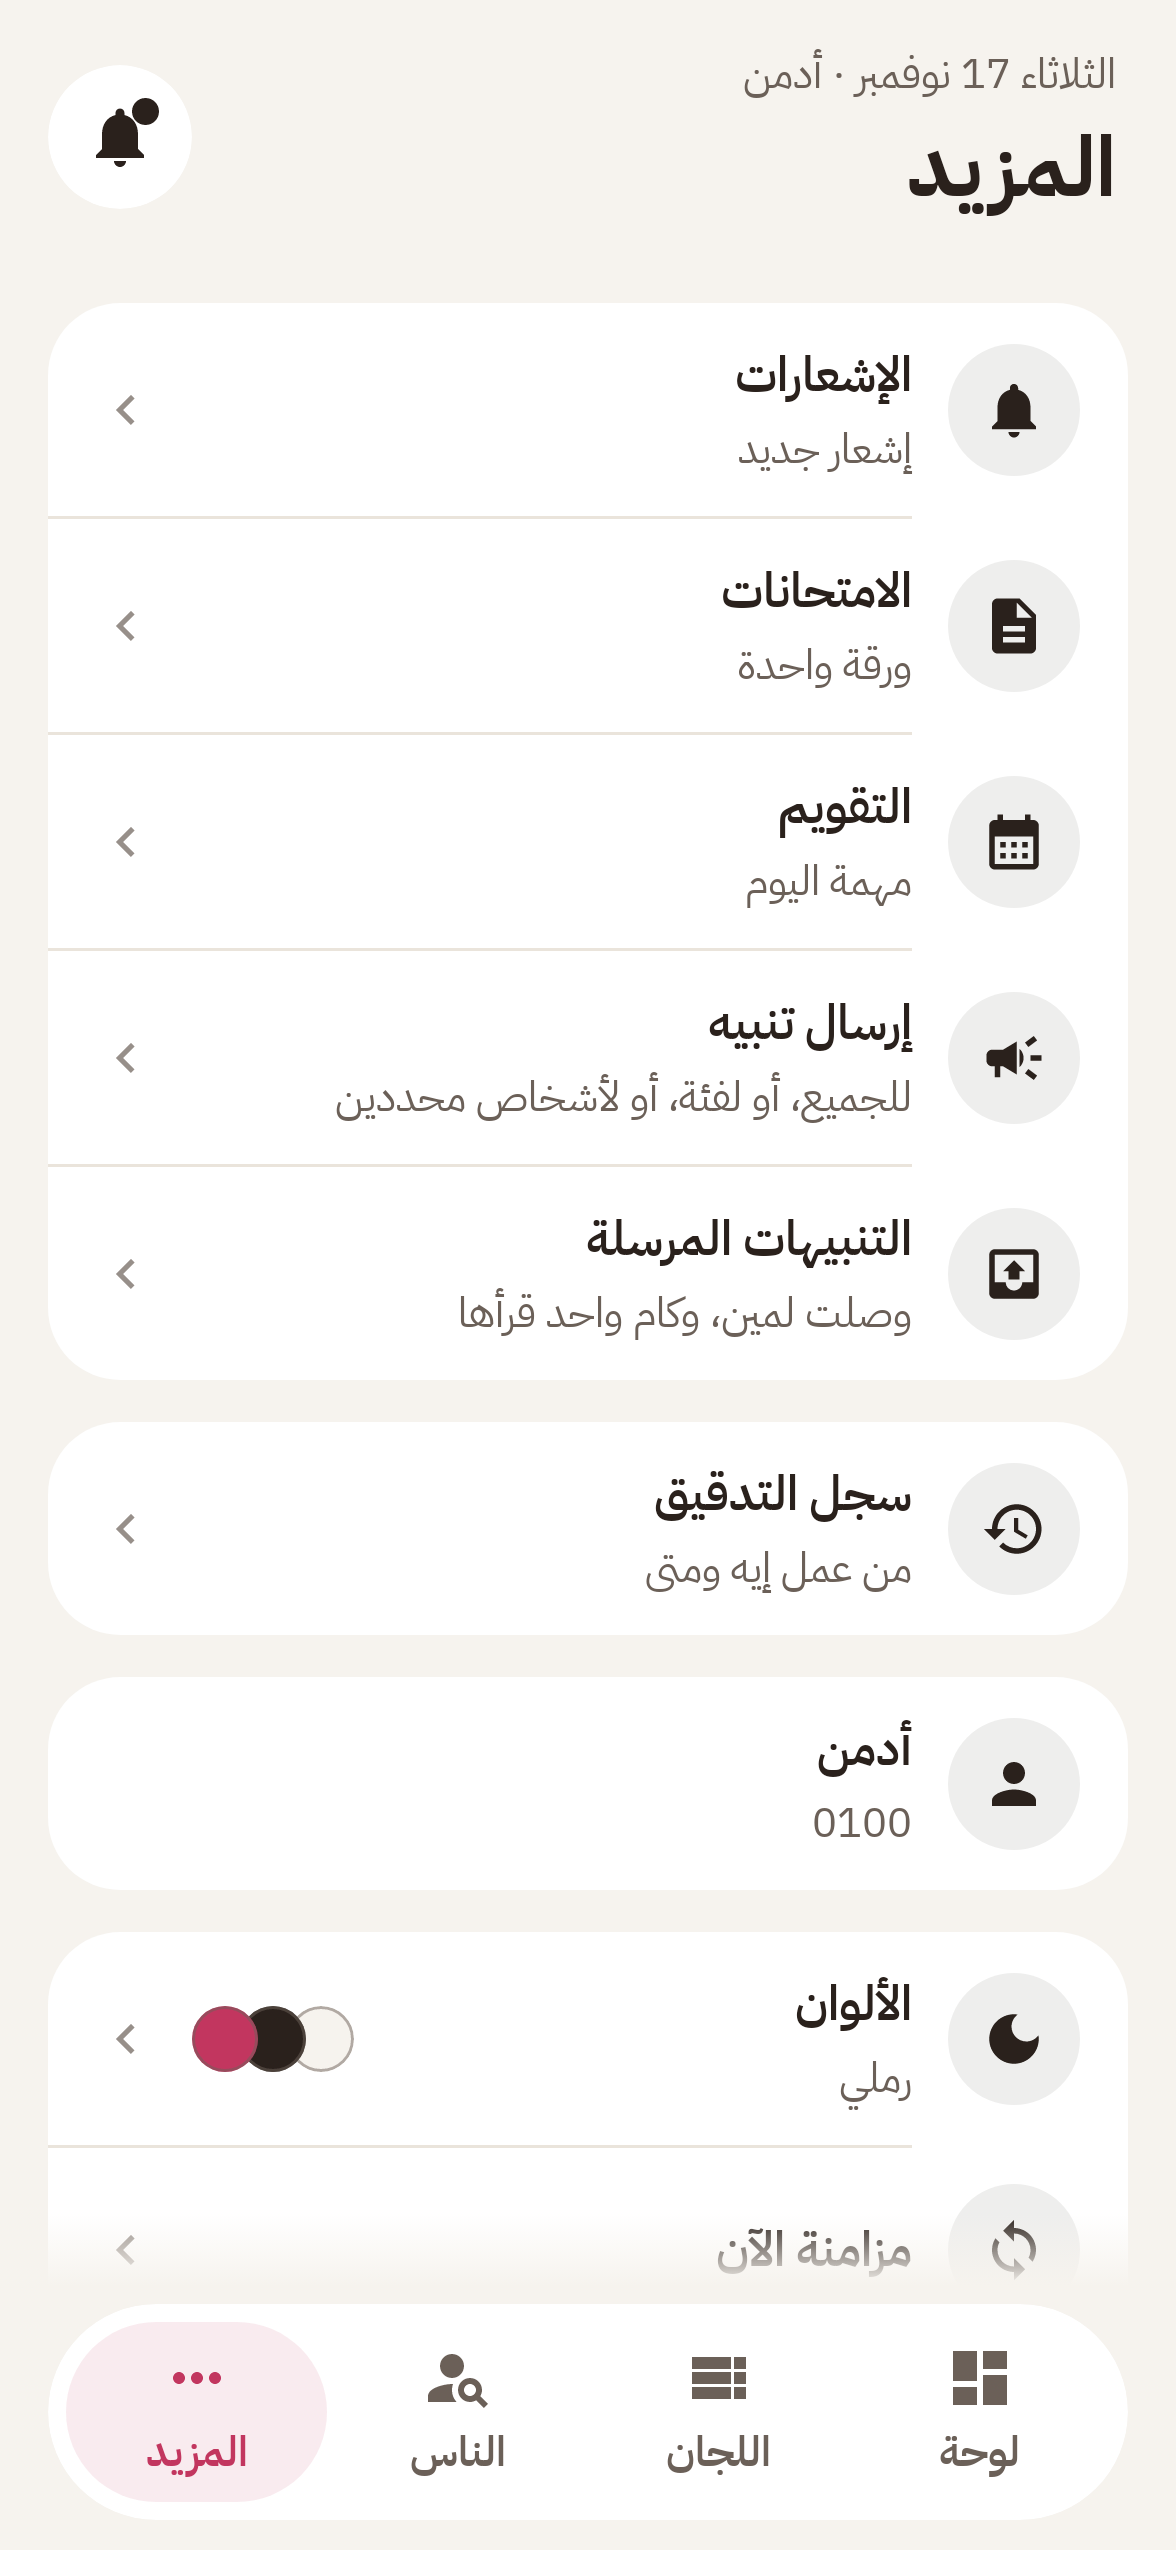 الثلاثاء 17 نوفمبر · أدمن
المزيد
الإشعارات
إشعار جديد
الامتحانات
ورقة واحدة
التقويم
مهمة اليوم
إرسال تنبيه
للجميع، أو لفئة، أو لأشخاص محددين
التنبيهات المرسلة
وصلت لمين، وكام واحد قرأها
سجل التدقيق
من عمل إيه ومتى
أدمن
0100
الألوان
رملي
مزامنة الآن
لوحة
اللجان
الناس
المزيد